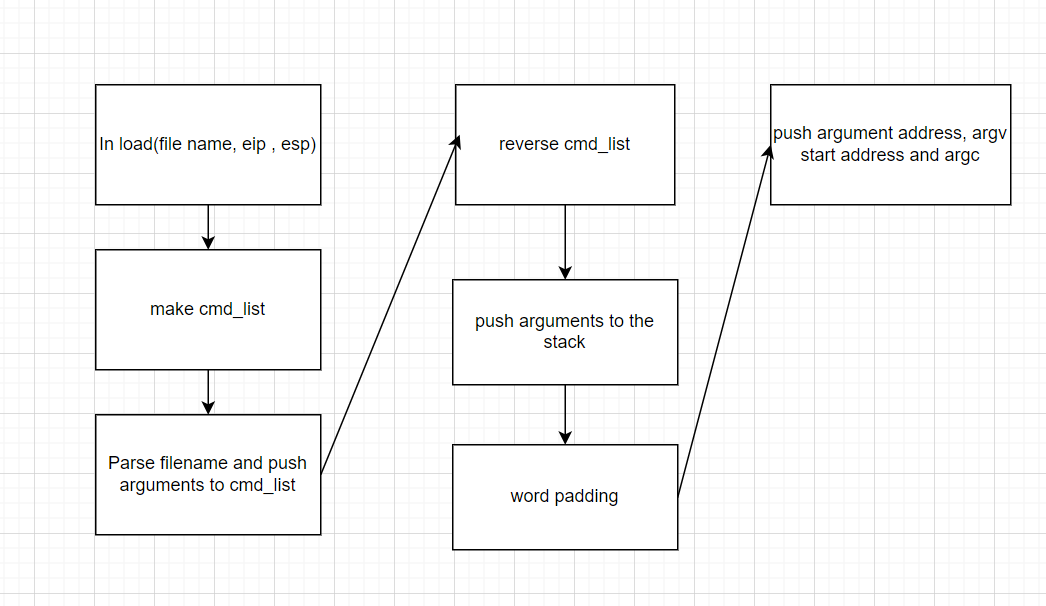 In load(file name, eip , esp)
make cmd_list
Parse filename and push
arguments to cmd_list
reverse cmd_list
push arguments to the
stack
word padding
push argument address, argv
start address and argc